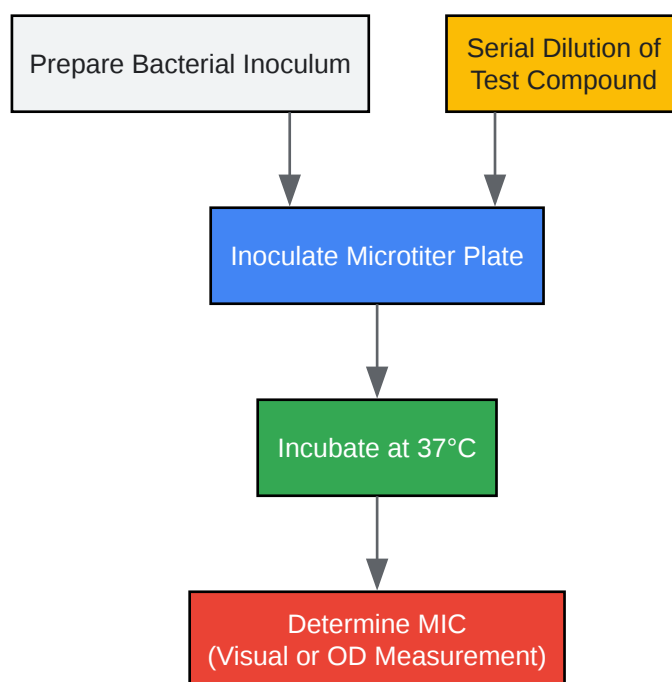 Prepare Bacterial Inoculum
Serial Dilution of
Test Compound
Inoculate Microtiter Plate
Incubate at 37°C
Determine MIC
(Visual or OD Measurement)